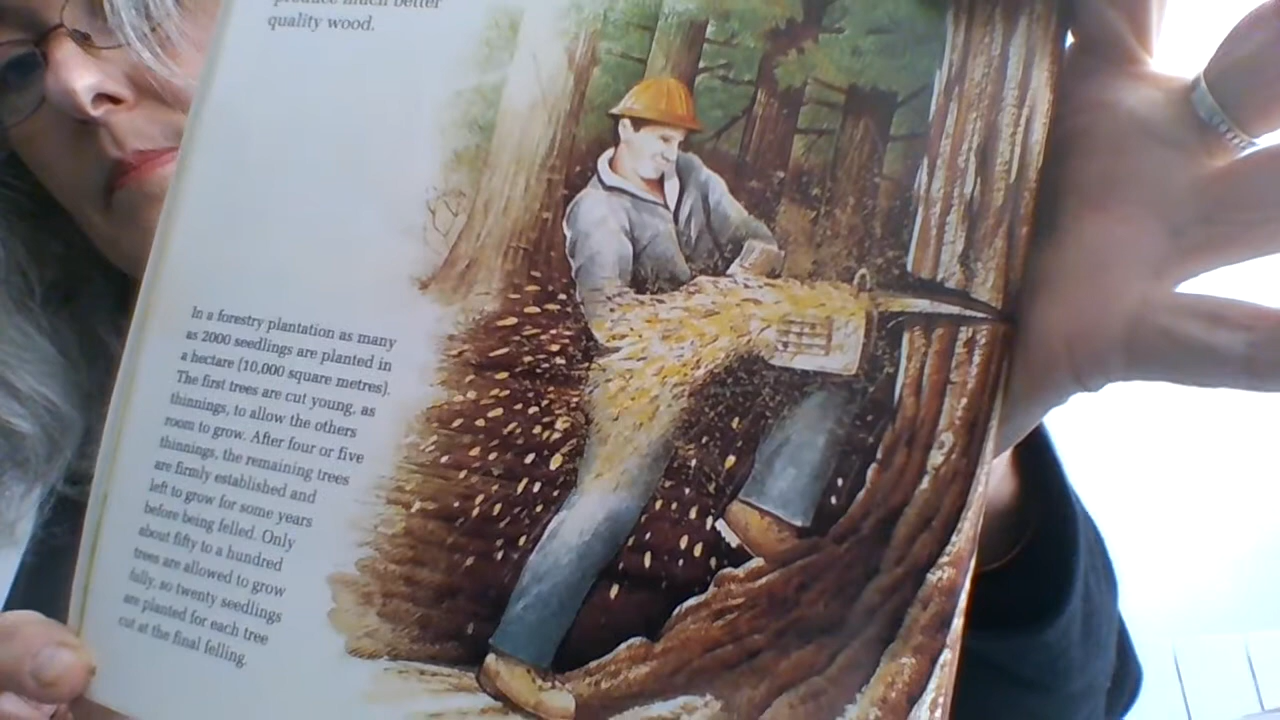 produce much better
quality wood.
In a forestry plantation as many
as 2000 seedlings are planted in
a hectare (10,000 square metres).
The first trees are cut young, as
thinnings, to allow the others
room to grow. After four or five
thinnings, the remaining trees
are firmly established and
left to grow for some years
before being felled. Only
about fifty to a hundred
trees are allowed to grow
fully, so twenty seedlings
are planted for each tree
cut at the final felling.